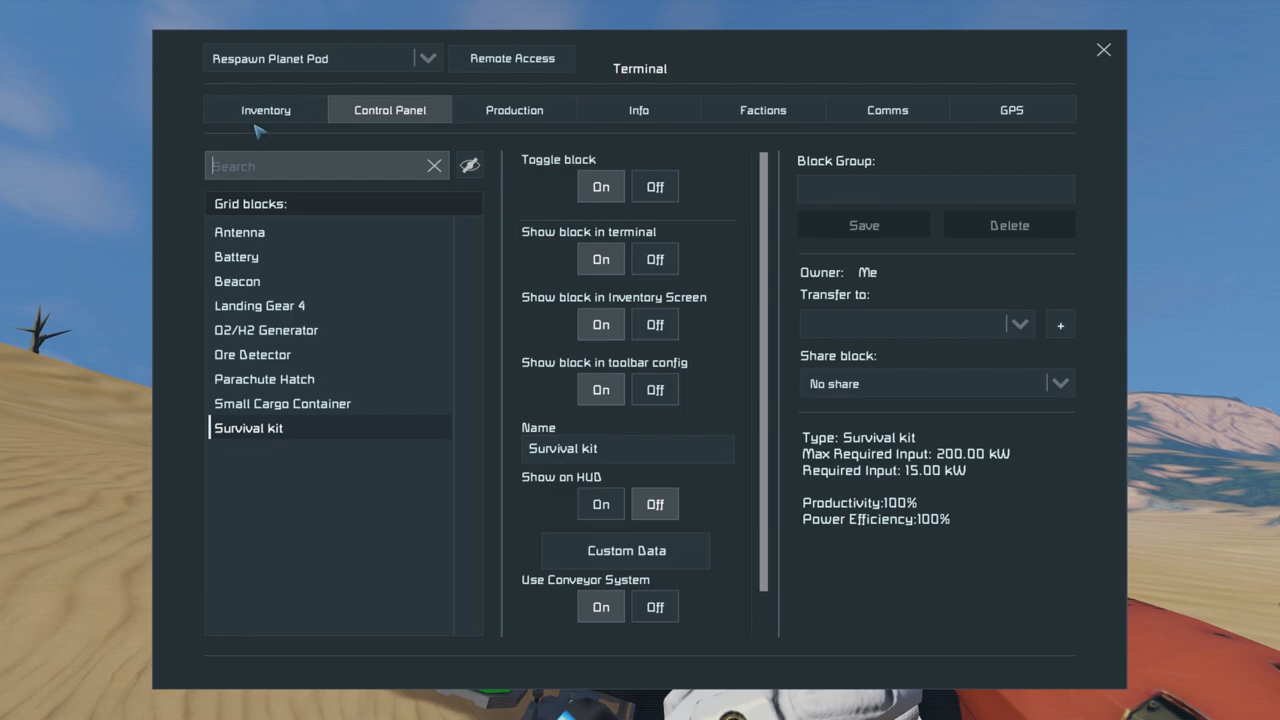 Respawn Planet Pod
Remote Access
Terminal
Inventory
Control Panel
Production
Info
Factions
Comms
GPS
Search
Grid blocks:
Antenna
Battery
Beacon
Landing Gear 4
O2/H2 Generator
Ore Detector
Parachute Hatch
Small Cargo Container
Survival kit
Toggle block
On Off
Show block in terminal
On Off
Show block in Inventory Screen
On Off
Show block in toolbar config
On Off
Name
Survival kit
Show on HUD
On Off
Custom Data
Use Conveyor System
On Off
Block Group:
Save Delete
Owner: Me
Transfer to:
+
Share block:
No share
Type: Survival kit
Max Required Input: 200.00 kW
Required Input: 15.00 kW
Productivity:100%
Power Efficiency:100%